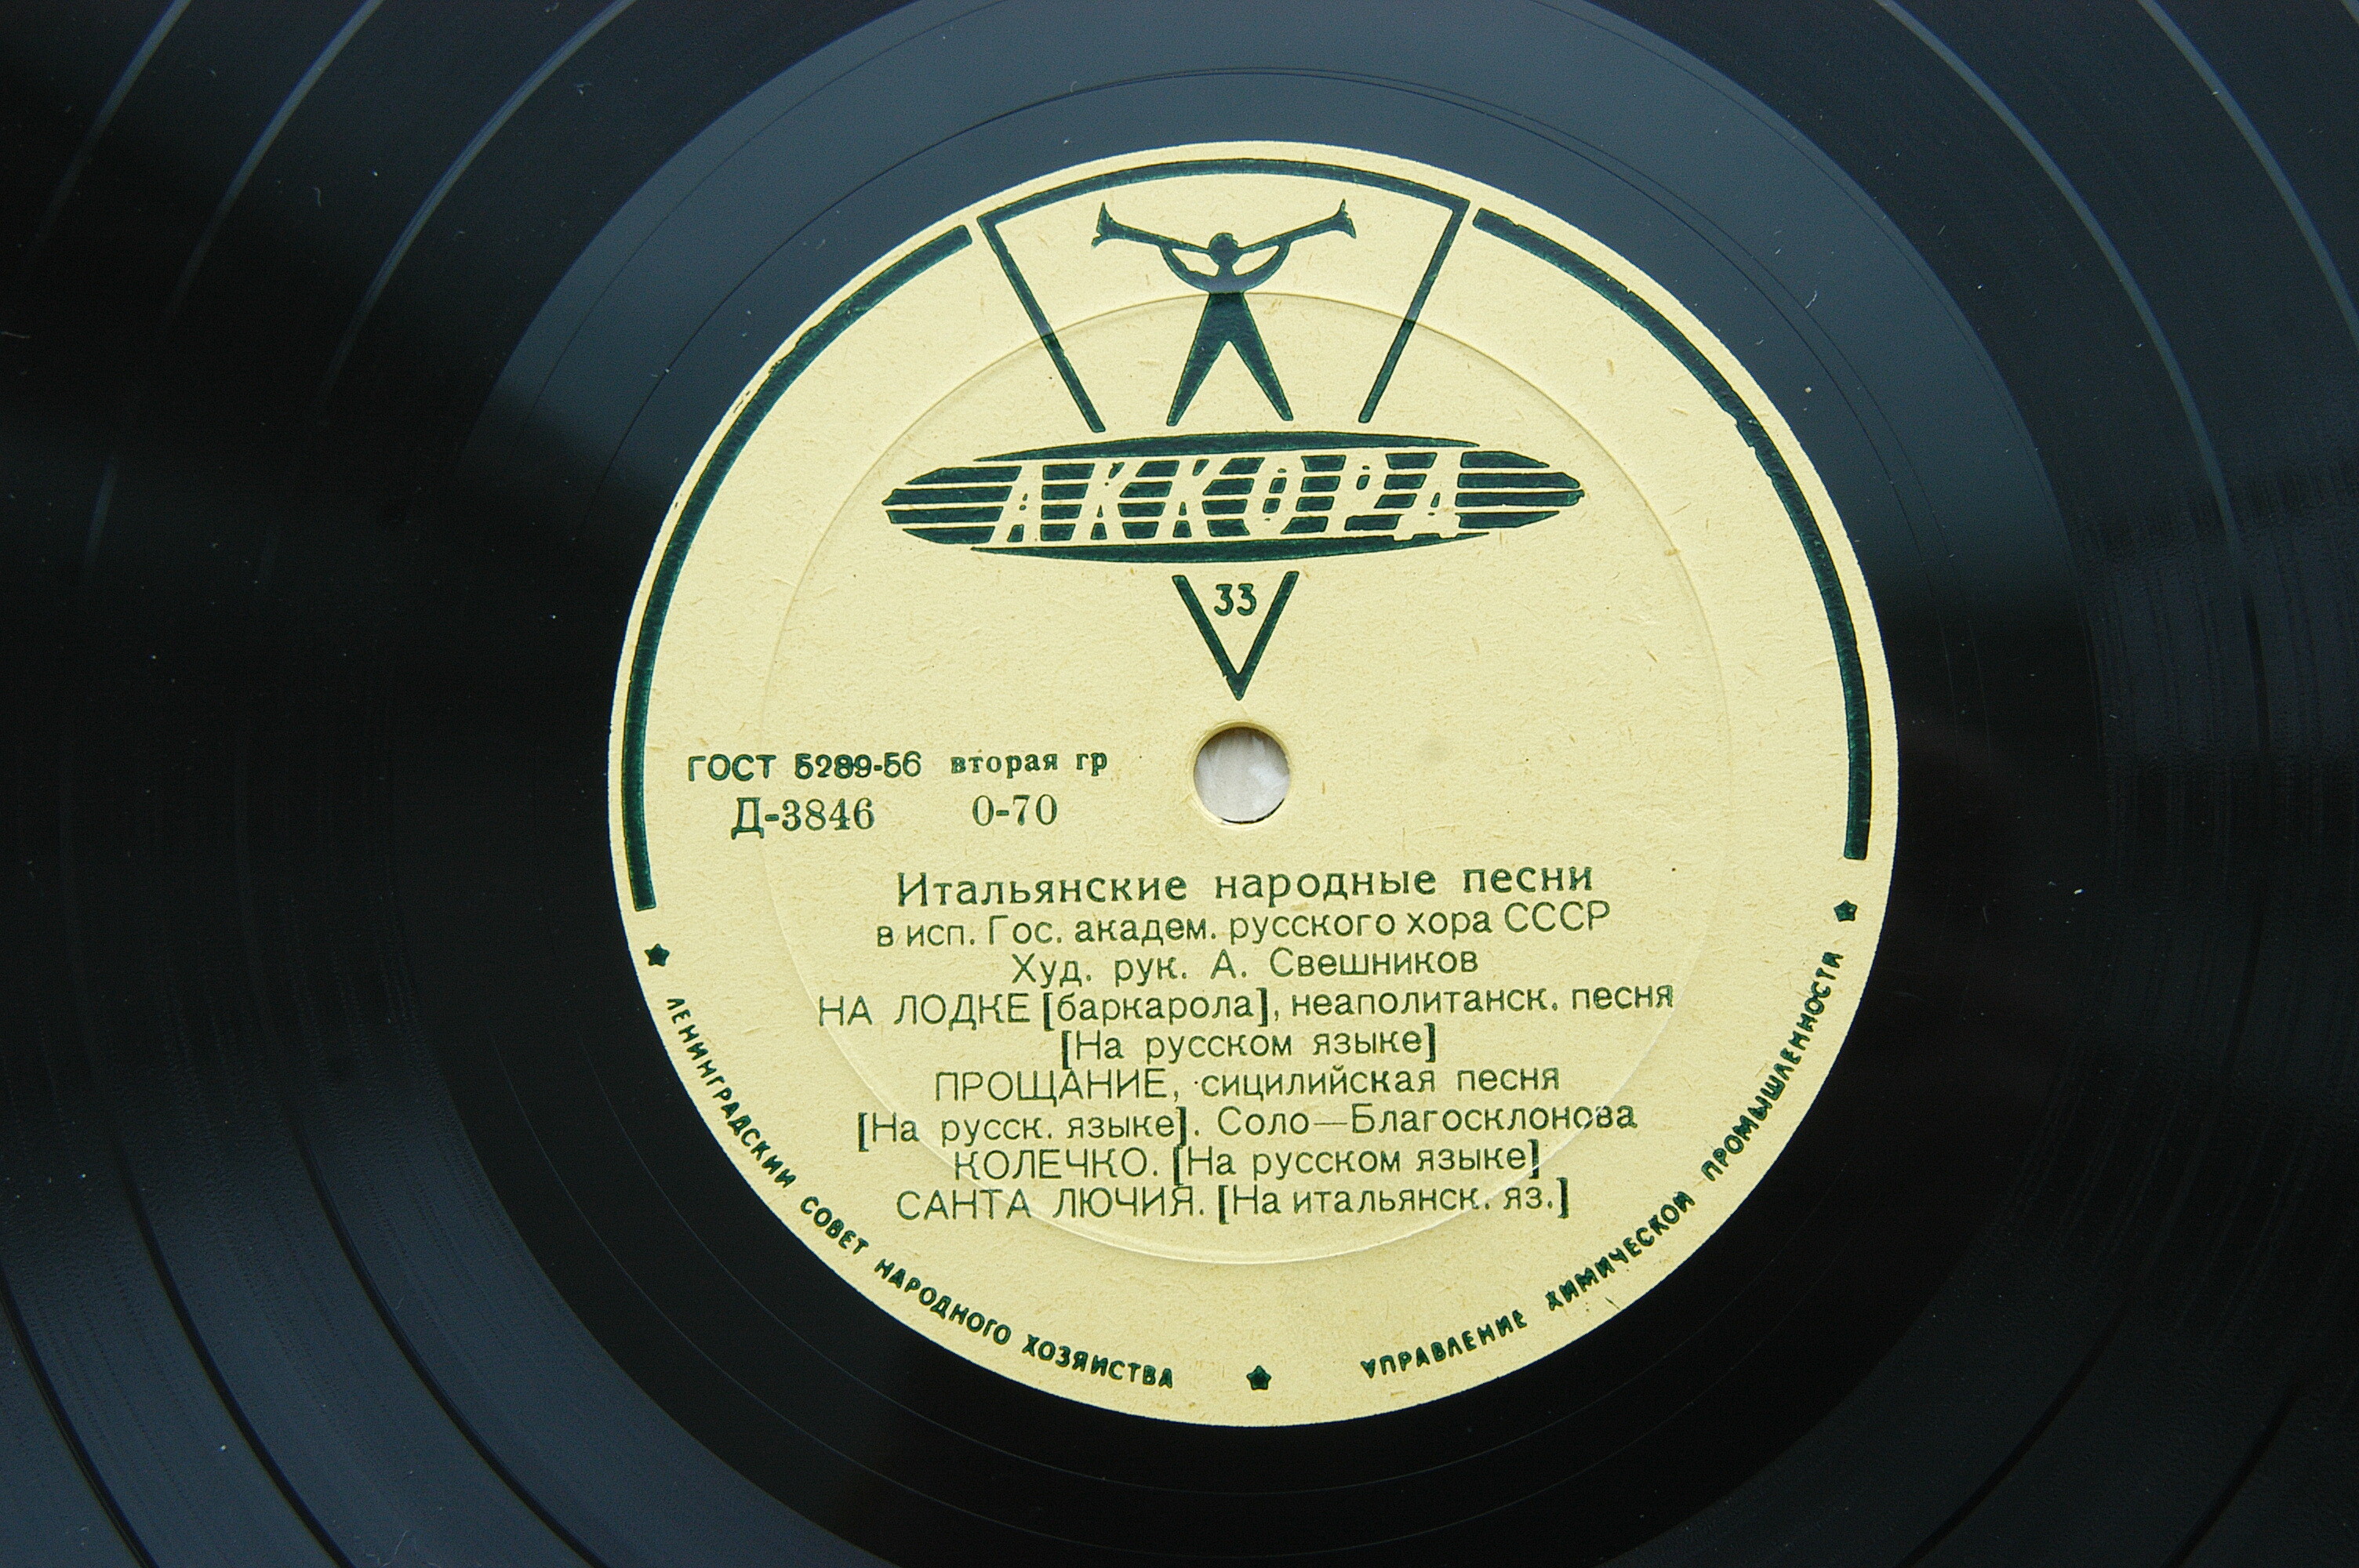 АККОРД
33
ГОСТ 5289-56 вторая гр
Д-3846 0-70
Итальянские народные песни
в исп. Гос. академ. русского хора СССР
Худ. рук. А. Свешников
НА ЛОДКЕ [баркарола], неаполитанск. песня
[На русском языке]
ПРОЩАНИЕ, сицилийская песня
[На русск. языке]. Соло—Благосклонова
КОЛЕЧКО. [На русском языке]
САНТА ЛЮЧИЯ. [На итальянск. яз.]
ЛЕНИНГРАДСКИЙ СОВЕТ НАРОДНОГО ХОЗЯЙСТВА
УПРАВЛЕНИЕ ХИМИЧЕСКОЙ ПРОМЫШЛЕННОСТИ